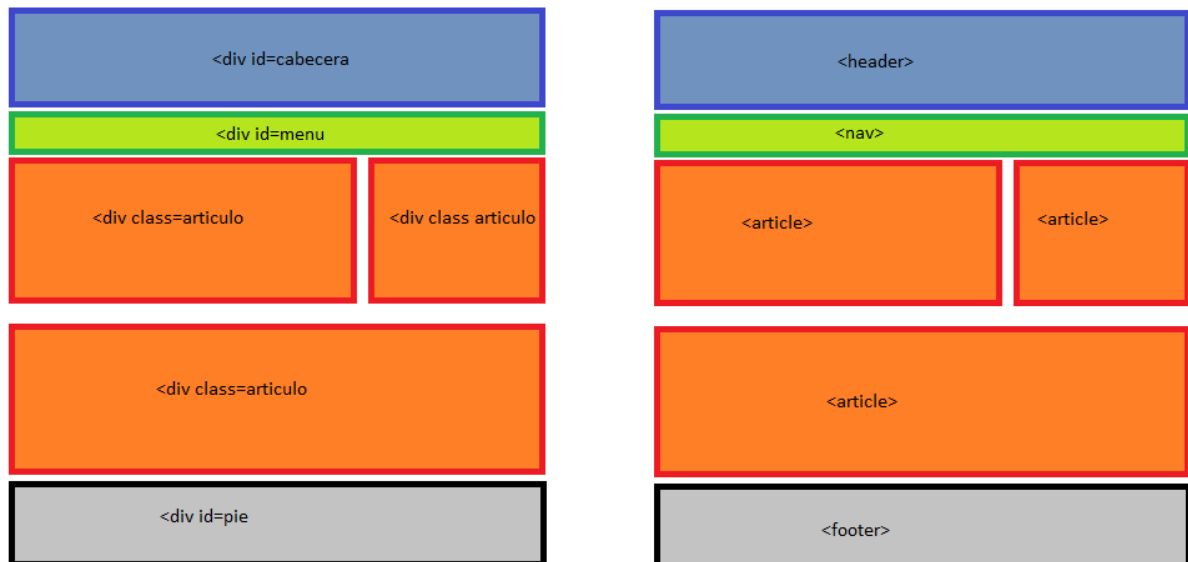 <div id=cabecera
<div id=menu
<div class=articulo
<div class articulo
<div class=articulo
<div id=pie
<header>
<nav>
<article>
<article>
<article>
<footer>